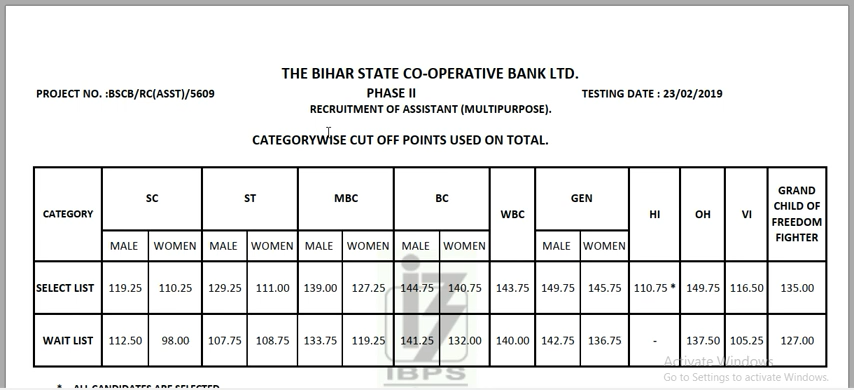 THE BIHAR STATE CO-OPERATIVE BANK LTD.
PROJECT NO. :BSCB/RC(ASST)/5609 PHASE II TESTING DATE : 23/02/2019
RECRUITMENT OF ASSISTANT (MULTIPURPOSE).
CATEGORYWISE CUT OFF POINTS USED ON TOTAL.
CATEGORY SC ST MBC BC WBC GEN HI OH VI GRAND CHILD OF FREEDOM FIGHTER
MALE WOMEN MALE WOMEN MALE WOMEN MALE WOMEN MALE WOMEN
SELECT LIST 119.25 110.25 129.25 111.00 139.00 127.25 144.75 140.75 143.75 149.75 145.75 110.75 * 149.75 116.50 135.00
WAIT LIST 112.50 98.00 107.75 108.75 133.75 119.25 141.25 132.00 140.00 142.75 136.75 - 137.50 105.25 127.00
IBPS
Activate Windows
Go to Settings to activate Windows.
* ALL CANDIDATES ARE SELECTED